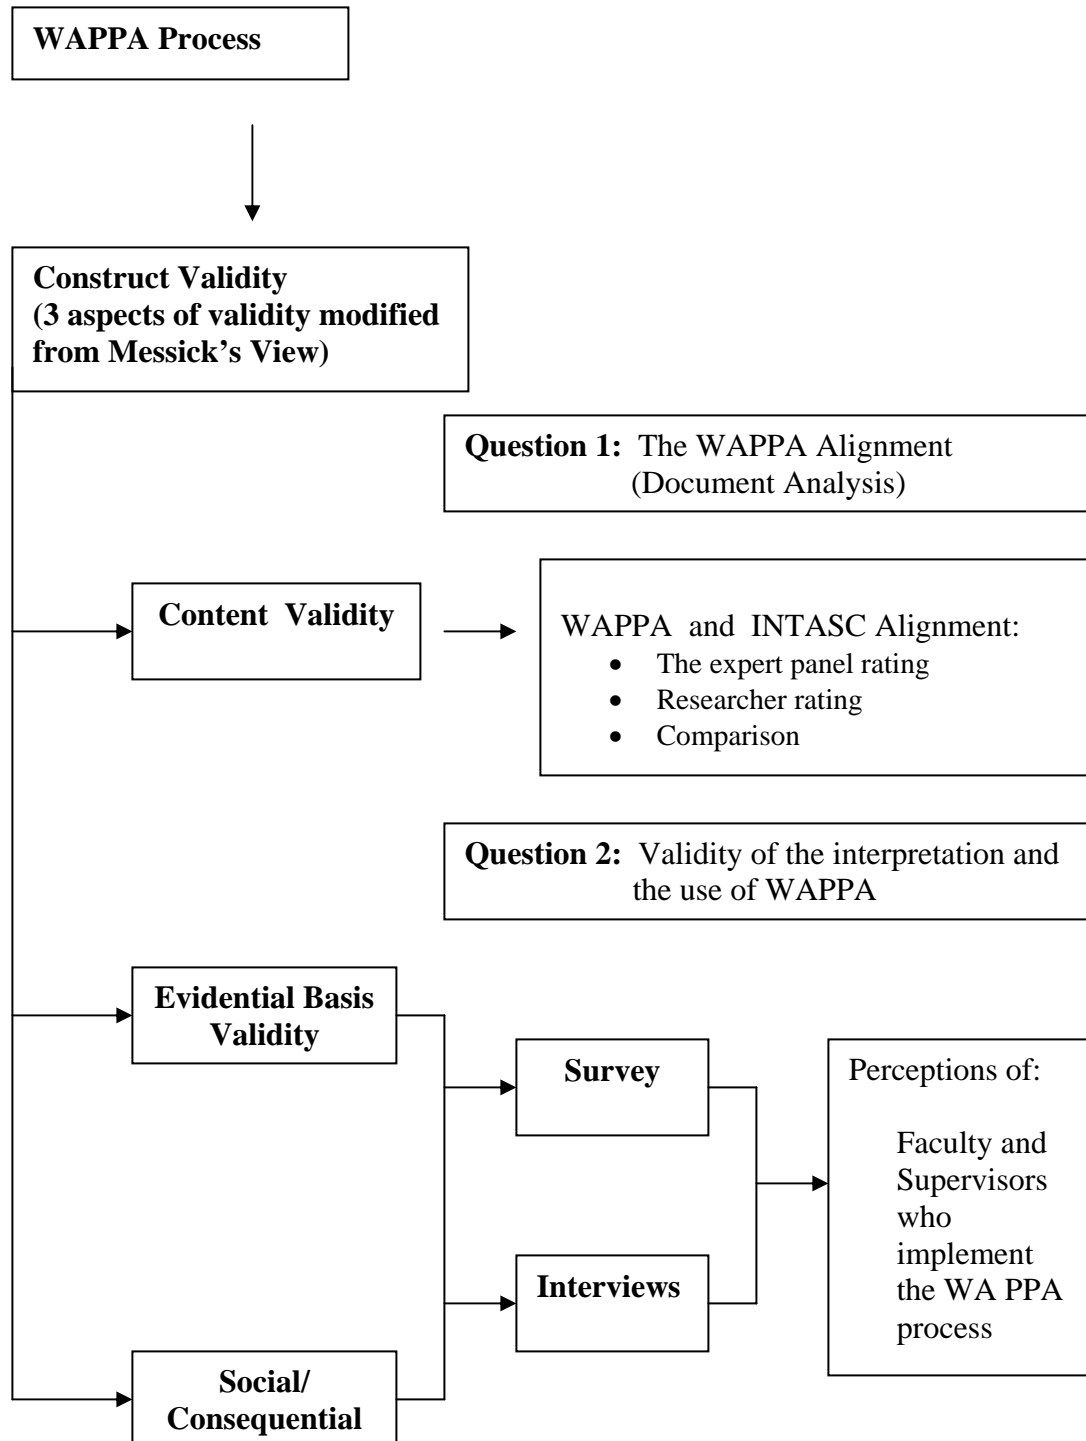 WAPPA Process
Construct Validity
(3 aspects of validity modified
from Messick's View)
Question 1: The WAPPA Alignment
(Document Analysis)
Content Validity
WAPPA and INTASC Alignment:
• The expert panel rating
• Researcher rating
• Comparison
Question 2: Validity of the interpretation and
the use of WAPPA
Evidential Basis
Validity
Survey
Perceptions of:
Faculty and
Supervisors
who
implement
the WA PPA
process
Interviews
Social/
Consequential